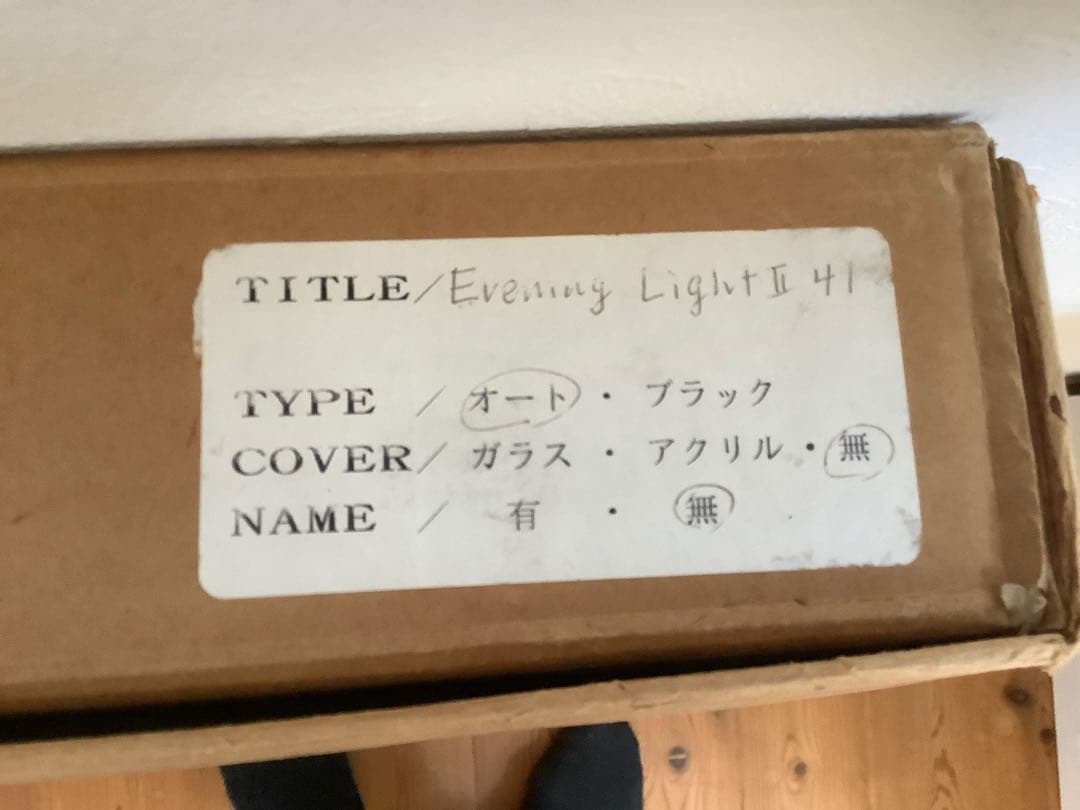 TITLE/Evening Light II 41
TYPE / オート・ブラック
COVER/ ガラス・アクリル・無
NAME / 有・無